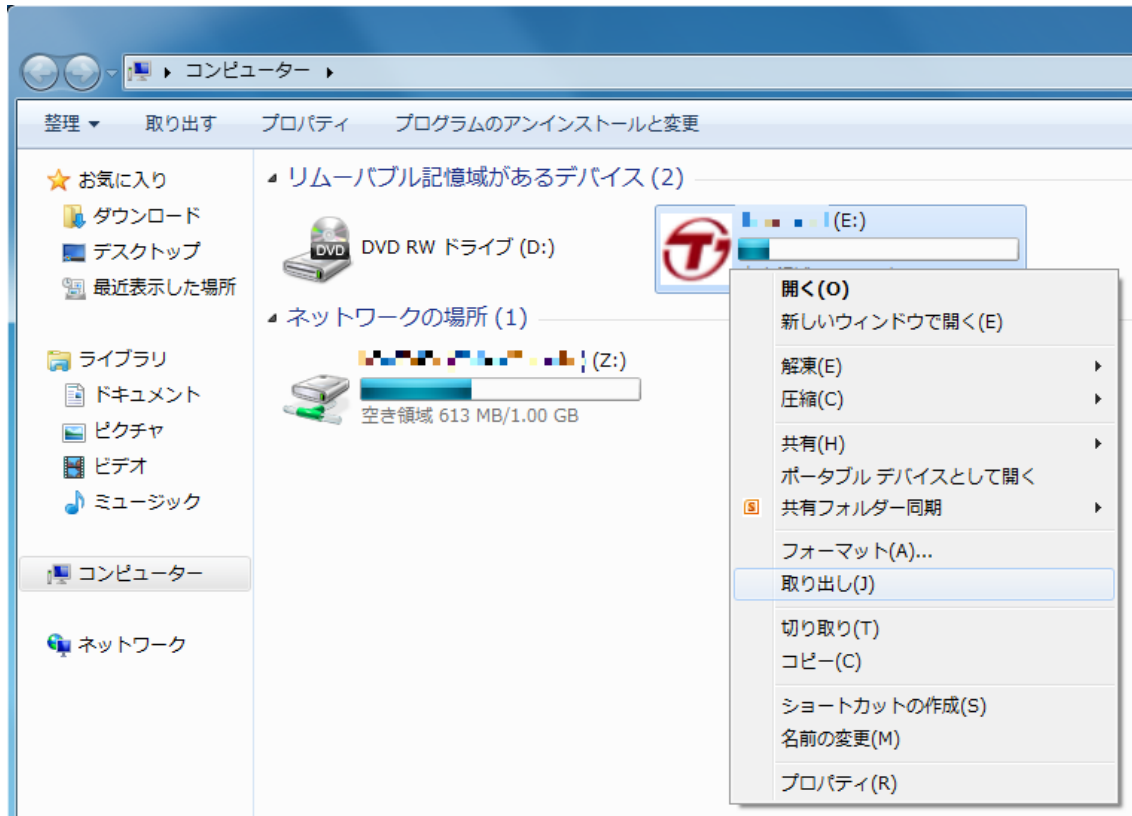 コンピューター
整理 取り出す プロパティ プログラムのアンインストールと変更
お気に入り
ダウンロード
デスクトップ
最近表示した場所
ライブラリ
ドキュメント
ピクチャ
ビデオ
ミュージック
コンピューター
ネットワーク
リムーバブル記憶域があるデバイス (2)
DVD
DVD RW ドライブ (D:)
(E:)
ネットワークの場所 (1)
(Z:)
空き領域 613 MB/1.00 GB
開く(O)
新しいウィンドウで開く(E)
解凍(E)
圧縮(C)
共有(H)
ポータブル デバイスとして開く
S
共有フォルダー同期
フォーマット(A)...
取り出し(J)
切り取り(T)
コピー(C)
ショートカットの作成(S)
名前の変更(M)
プロパティ(R)